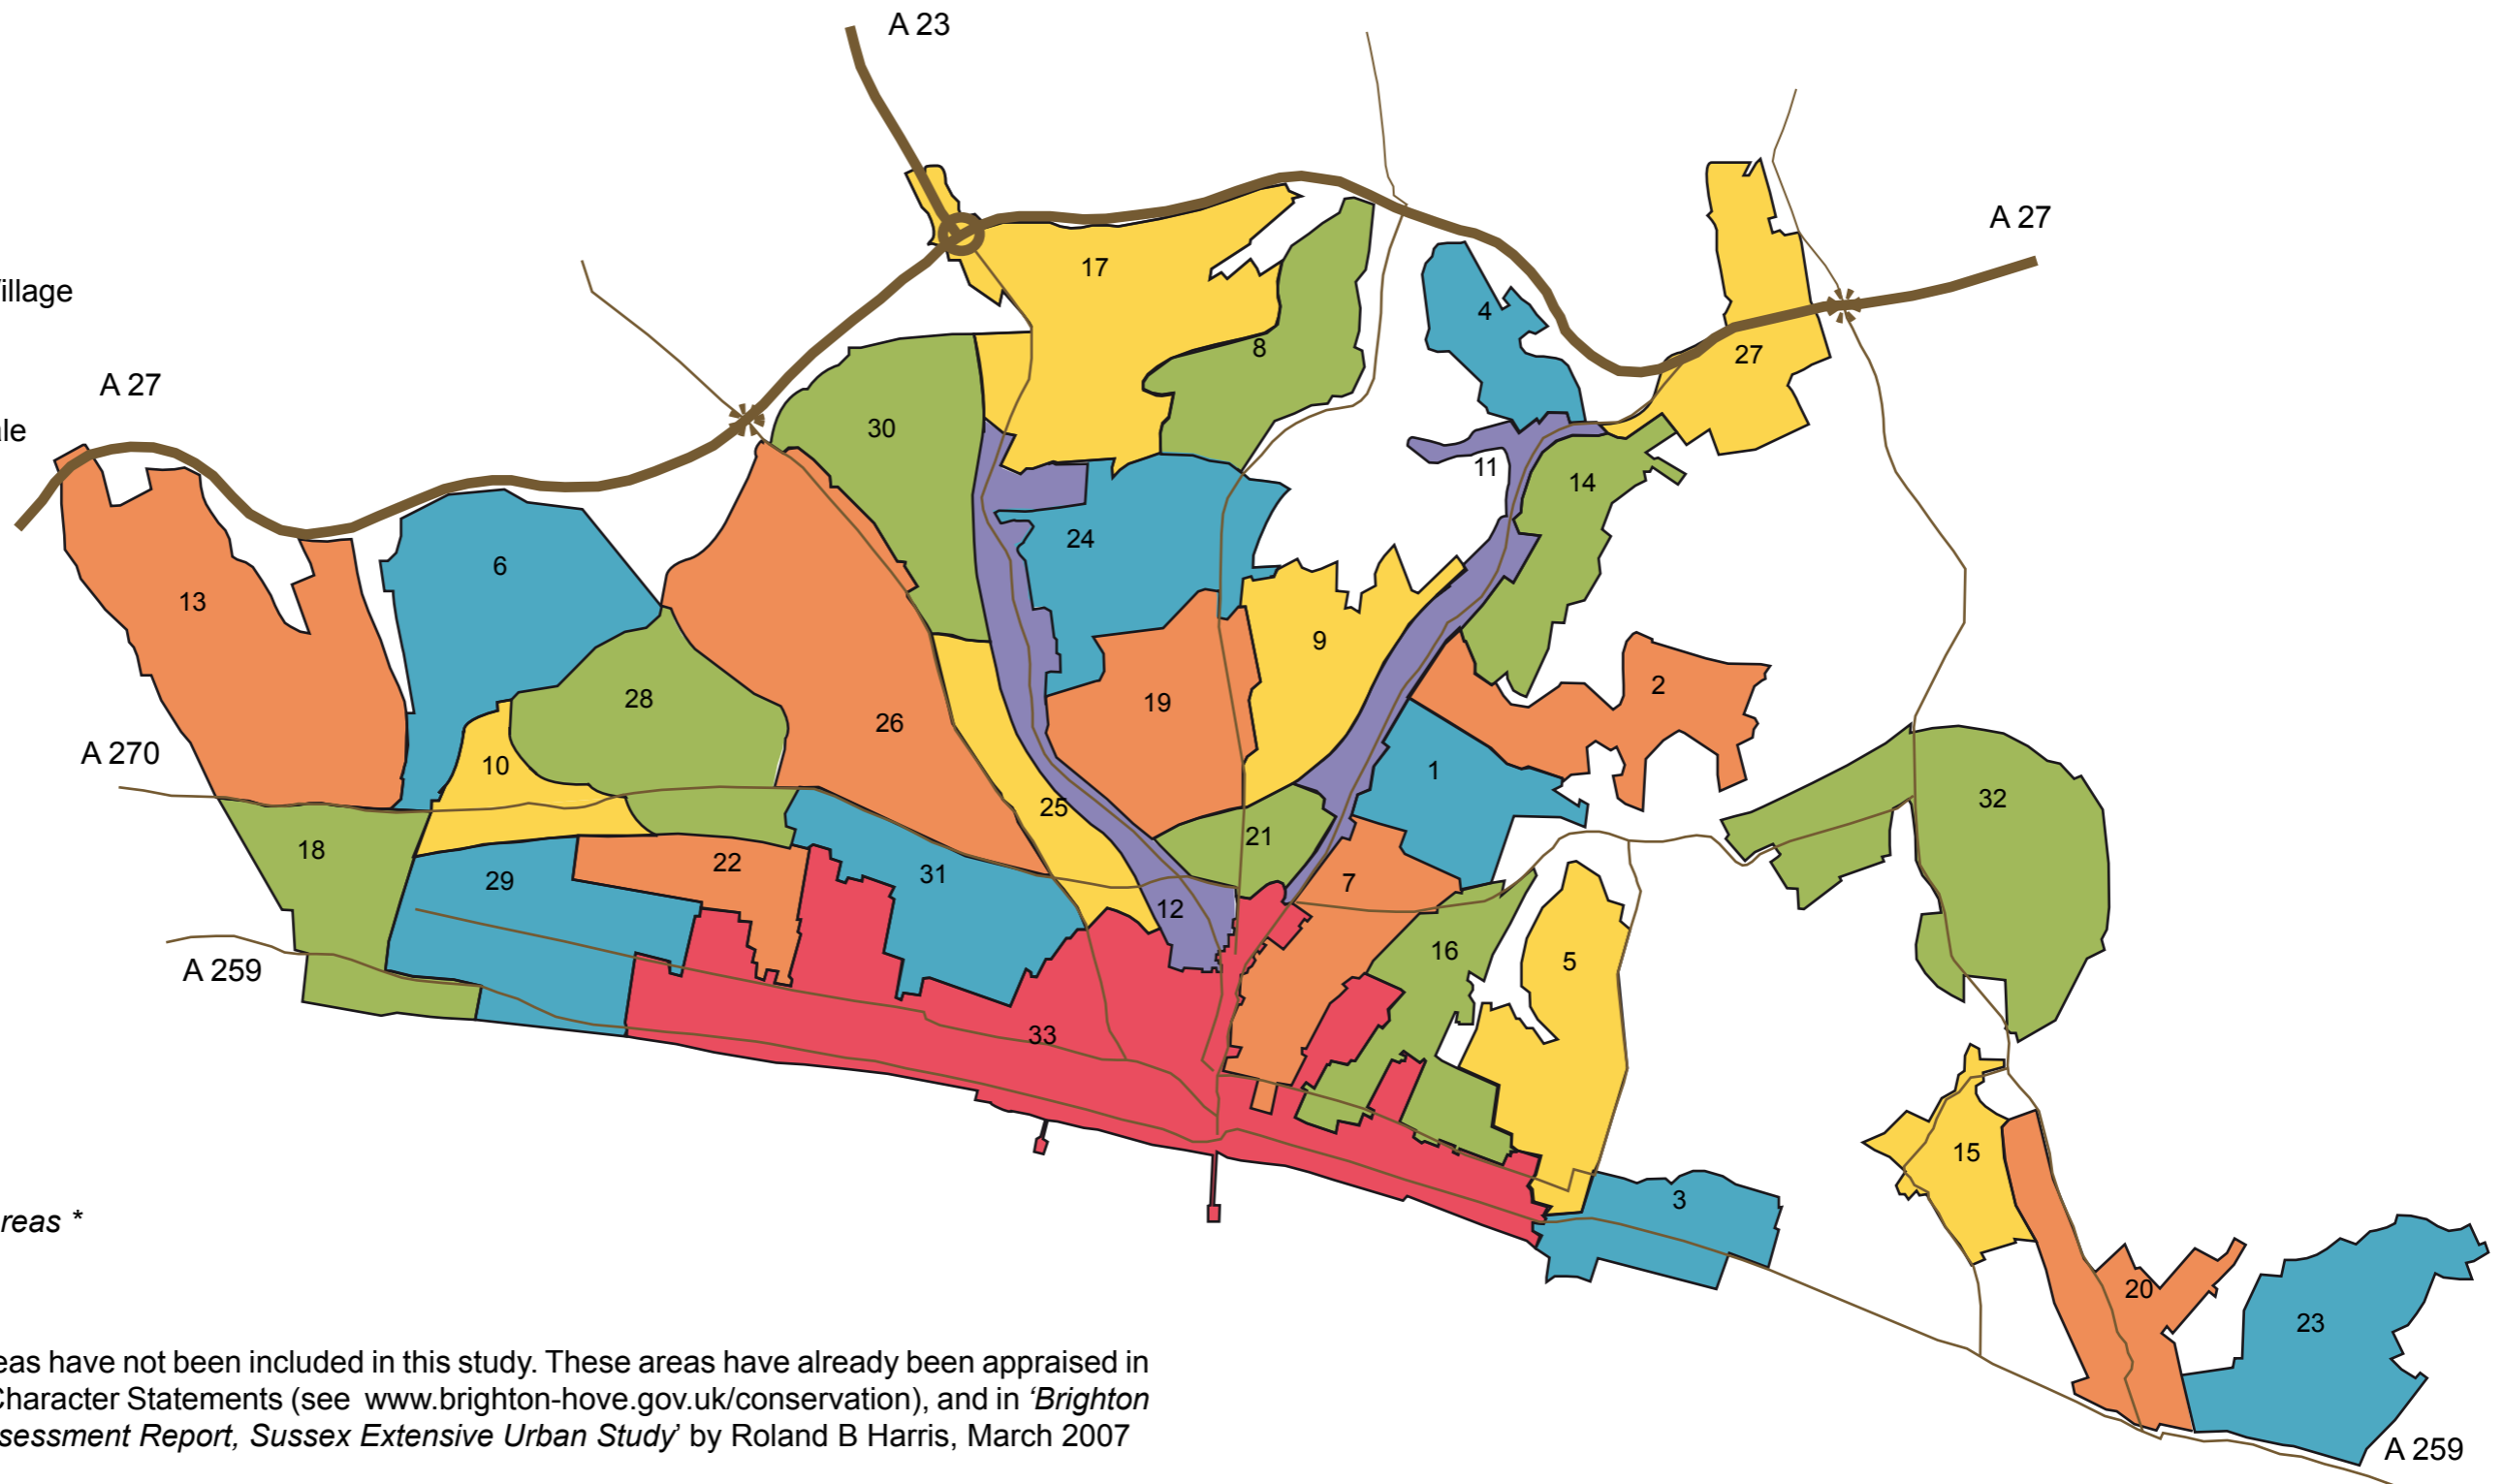 A 23
A 27
illage
17
4
8
27
A 27
ale
30
11
14
24
6
13
9
2
28
19
26
A 270
10
1
32
25
21
18
22
31
29
7
12
16
5
A 259
33
15
3
reas *
20
23
eas have not been included in this study. These areas have already been appraised in
Character Statements (see www.brighton-hove.gov.uk/conservation), and in ‘Brighton
sessment Report, Sussex Extensive Urban Study’ by Roland B Harris, March 2007
A 259